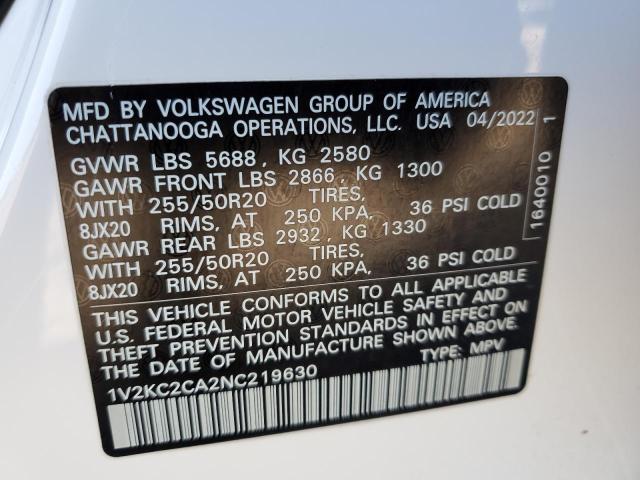 MFD BY VOLKSWAGEN GROUP OF AMERICA
CHATTANOOGA OPERATIONS, LLC. USA 04/2022
GVWR LBS 5688, KG 2580
GAWR FRONT LBS 2866, KG 1300
WITH 255/50R20 TIRES,
8JX20 RIMS, AT 250 KPA, 36 PSI COLD
GAWR REAR LBS 2932, KG 1330
WITH 255/50R20 TIRES,
8JX20 RIMS, AT 250 KPA, 36 PSI COLD
THIS VEHICLE CONFORMS TO ALL APPLICABLE
U.S. FEDERAL MOTOR VEHICLE SAFETY AND
THEFT PREVENTION STANDARDS IN EFFECT ON
THE DATE OF MANUFACTURE SHOWN ABOVE.
1V2KC2CA2NC219630 TYPE: MPV
1640010 1